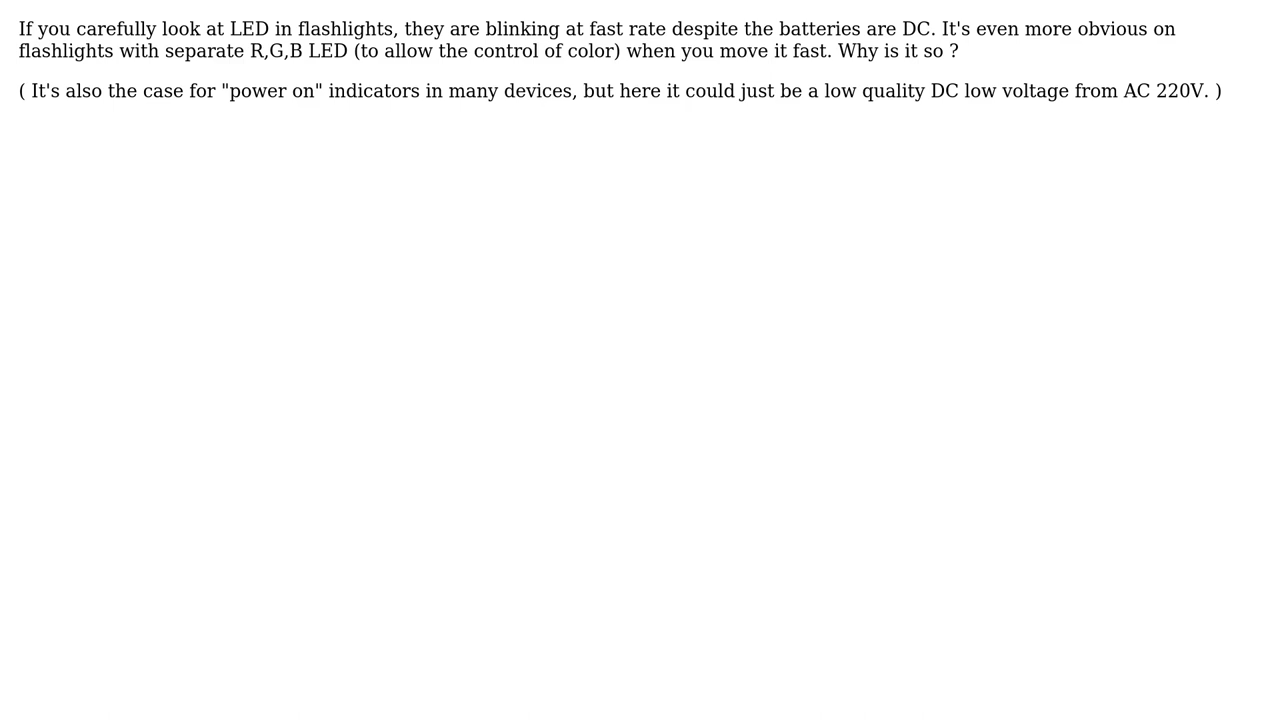 If you carefully look at LED in flashlights, they are blinking at fast rate despite the batteries are DC. It's even more obvious on
flashlights with separate R,G,B LED (to allow the control of color) when you move it fast. Why is it so ?
( It's also the case for "power on" indicators in many devices, but here it could just be a low quality DC low voltage from AC 220V. )